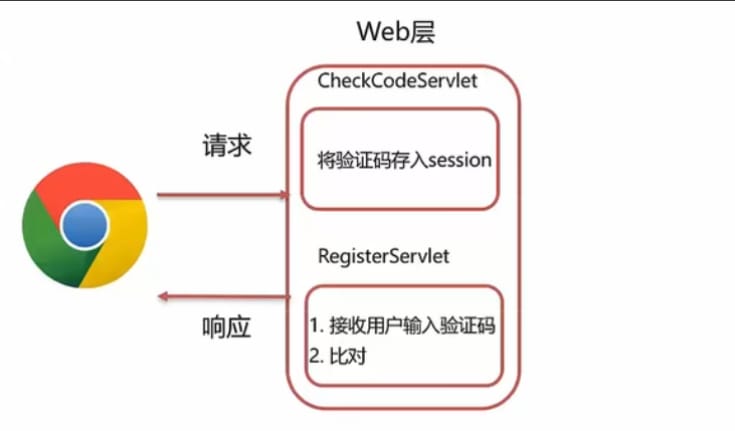 Web层
CheckCodeServlet
请求
将验证码存入session
RegisterServlet
响应
1. 接收用户输入验证码
2. 比对